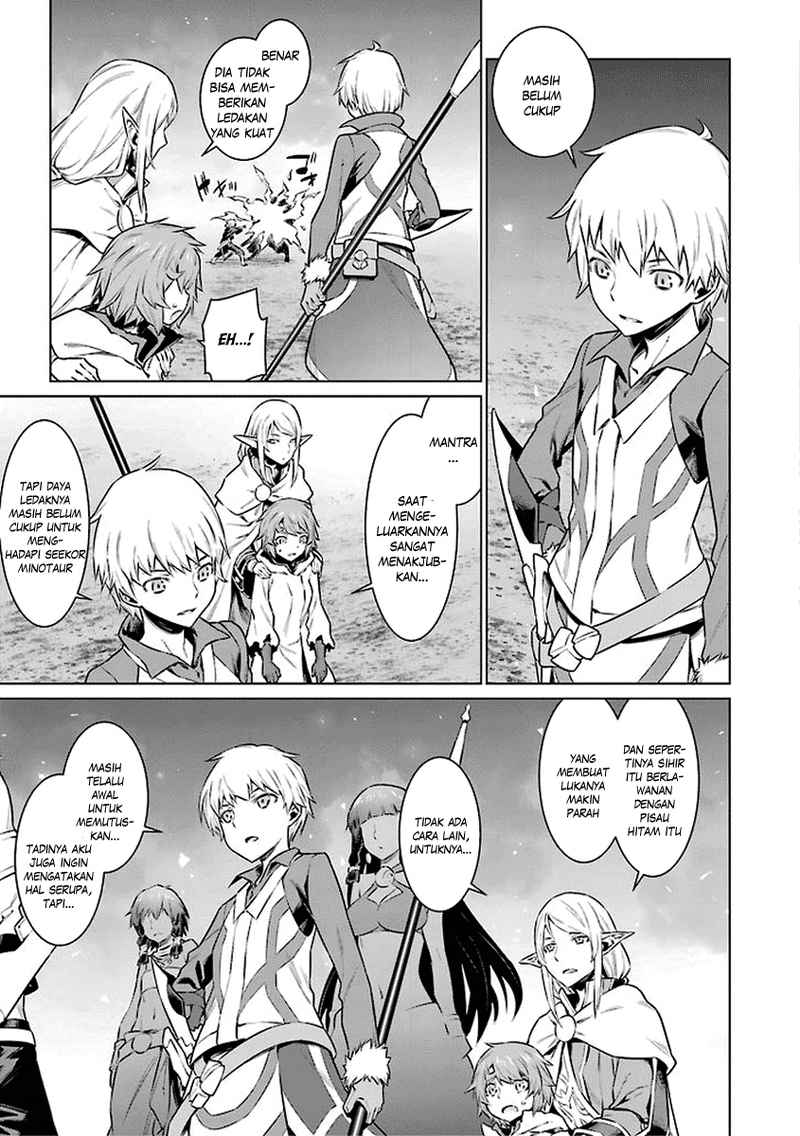 MASIH
BELUM
CUKUP
BENAR
DIA TIDAK
BISA MEM-
BERIKAN
LEDAKAN
YANG KUAT
EH...!
MANTRA
...
SAAT
MENGE-
LUARKANNYA
SANGAT
MENAKJUB-
KAN...
TAPI DAYA
LEDAKNYA
MASIH BELUM
CUKUP UNTUK
MENG-
HADAPI SEEKOR
MINOTAUR
DAN SEPER-
TINYA SIHIR
ITU BERLA-
WANAN
DENGAN
PISAU
HITAM ITU
YANG
MEMBUAT
LUKANYA
MAKIN
PARAH
TIDAK ADA
CARA LAIN,
UNTUKNYA...
MASIH
TELALU
AWAL
UNTUK
MEMUTUS-
KAN...
TADINYA AKU
JUGA INGIN
MENGATAKAN
HAL SERUPA,
TAPI...